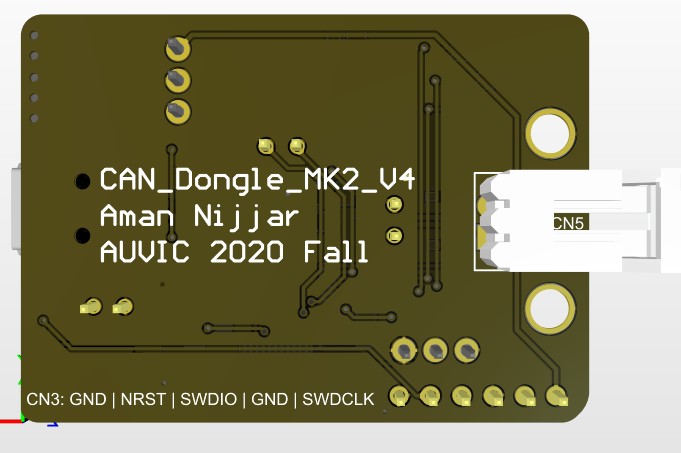 CAN_Dongle_MK2_V4
Aman Nijjar
AUVIC 2020 Fall
CN5
CN3: GND | NRST | SWDIO | GND | SWDCLK